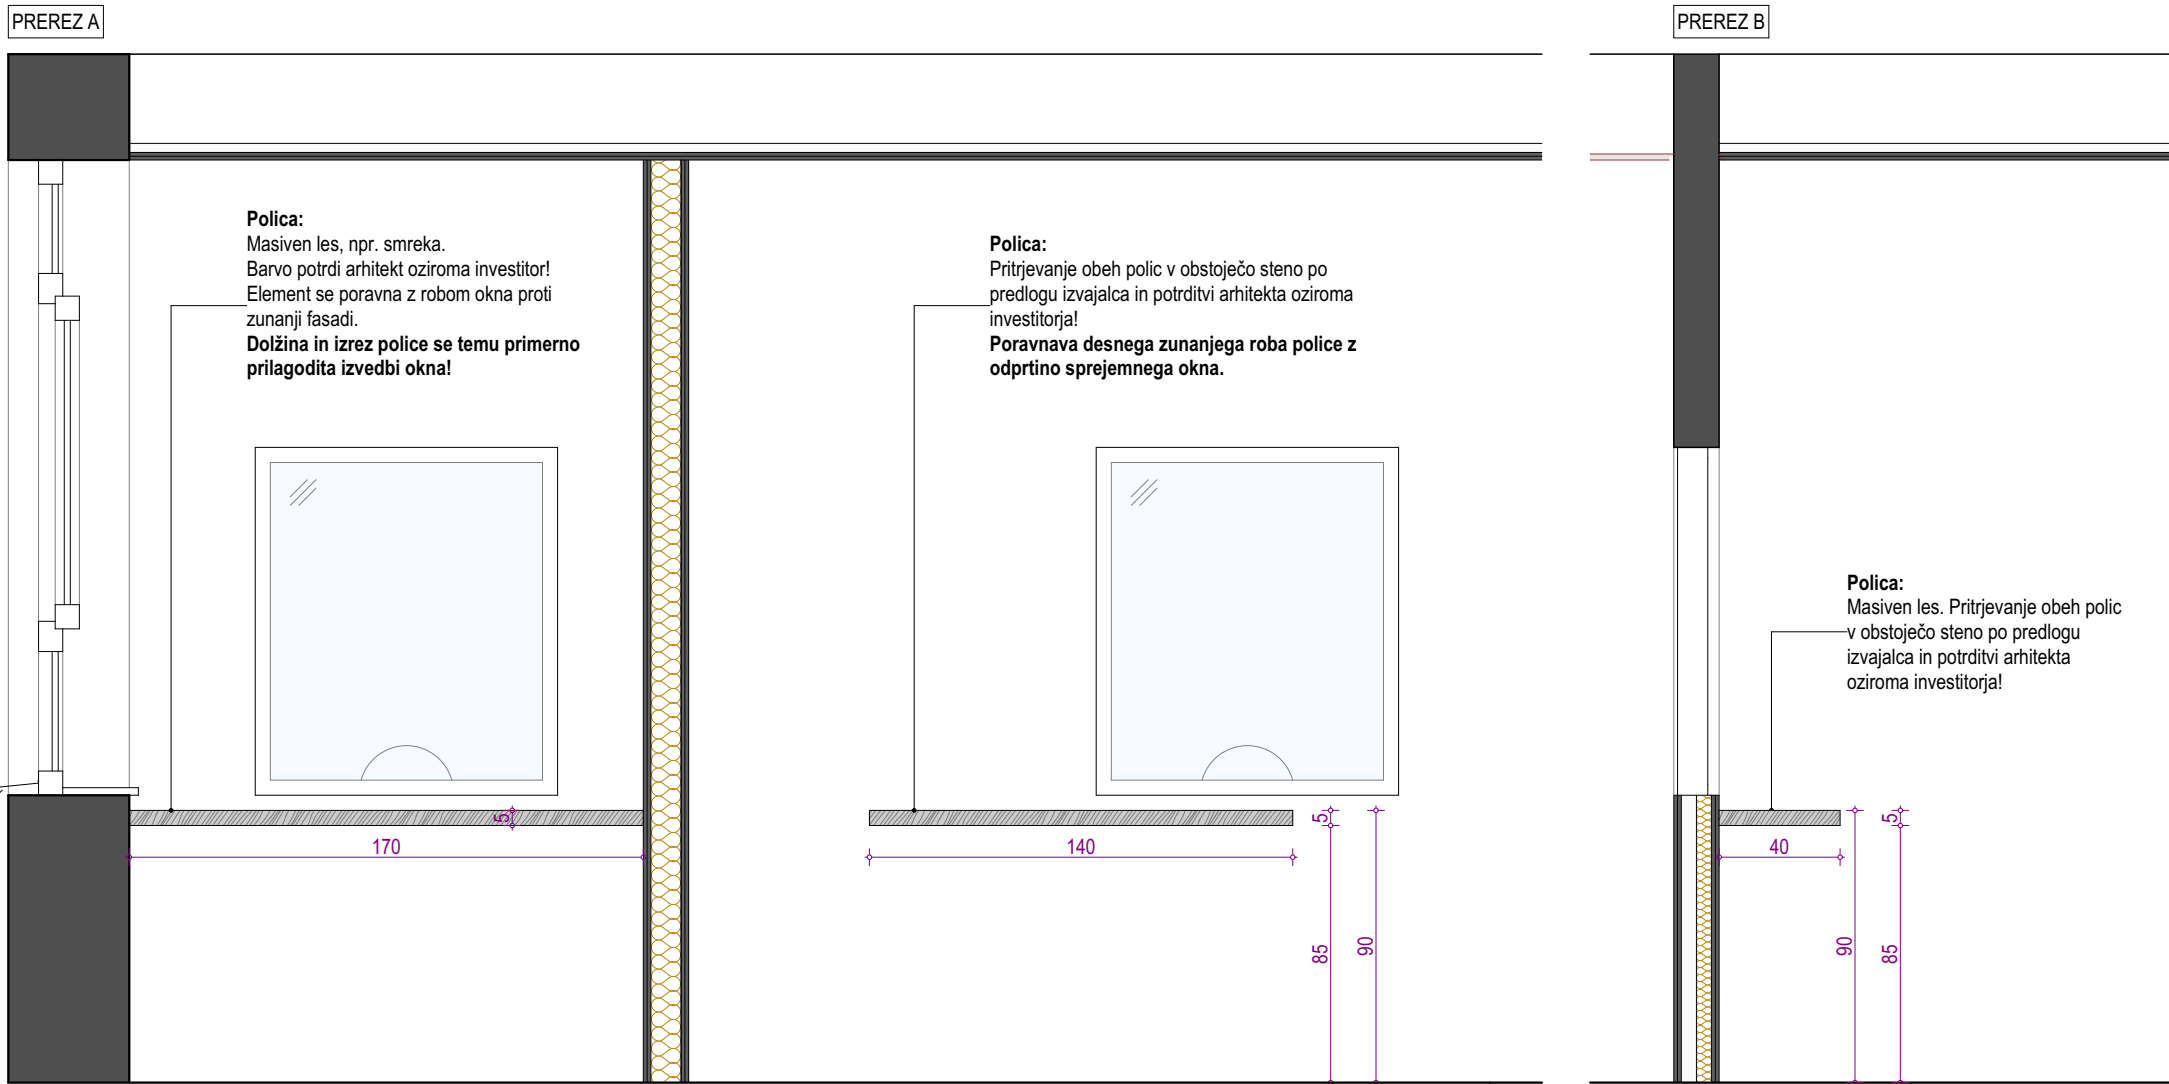 PREREZ A
PREREZ B
Polica:
Masiven les, npr. smreka.
Barvo potrdi arhitekt oziroma investitor!
Element se poravna z robom okna proti
zunanji fasadi.
Dolžina in izrez police se temu primerno
prilagodita izvedbi okna!
Polica:
Pritrjevanje obeh polic v obstoječo steno po
predlogu izvajalca in potrditvi arhitekta oziroma
investitorja!
Poravnava desnega zunanjega roba police z
odprtino sprejemnega okna.
Polica:
Masiven les. Pritrjevanje obeh polic
v obstoječo steno po predlogu
izvajalca in potrditvi arhitekta
oziroma investitorja!
5
170
140
5
85
90
40
5
90
85